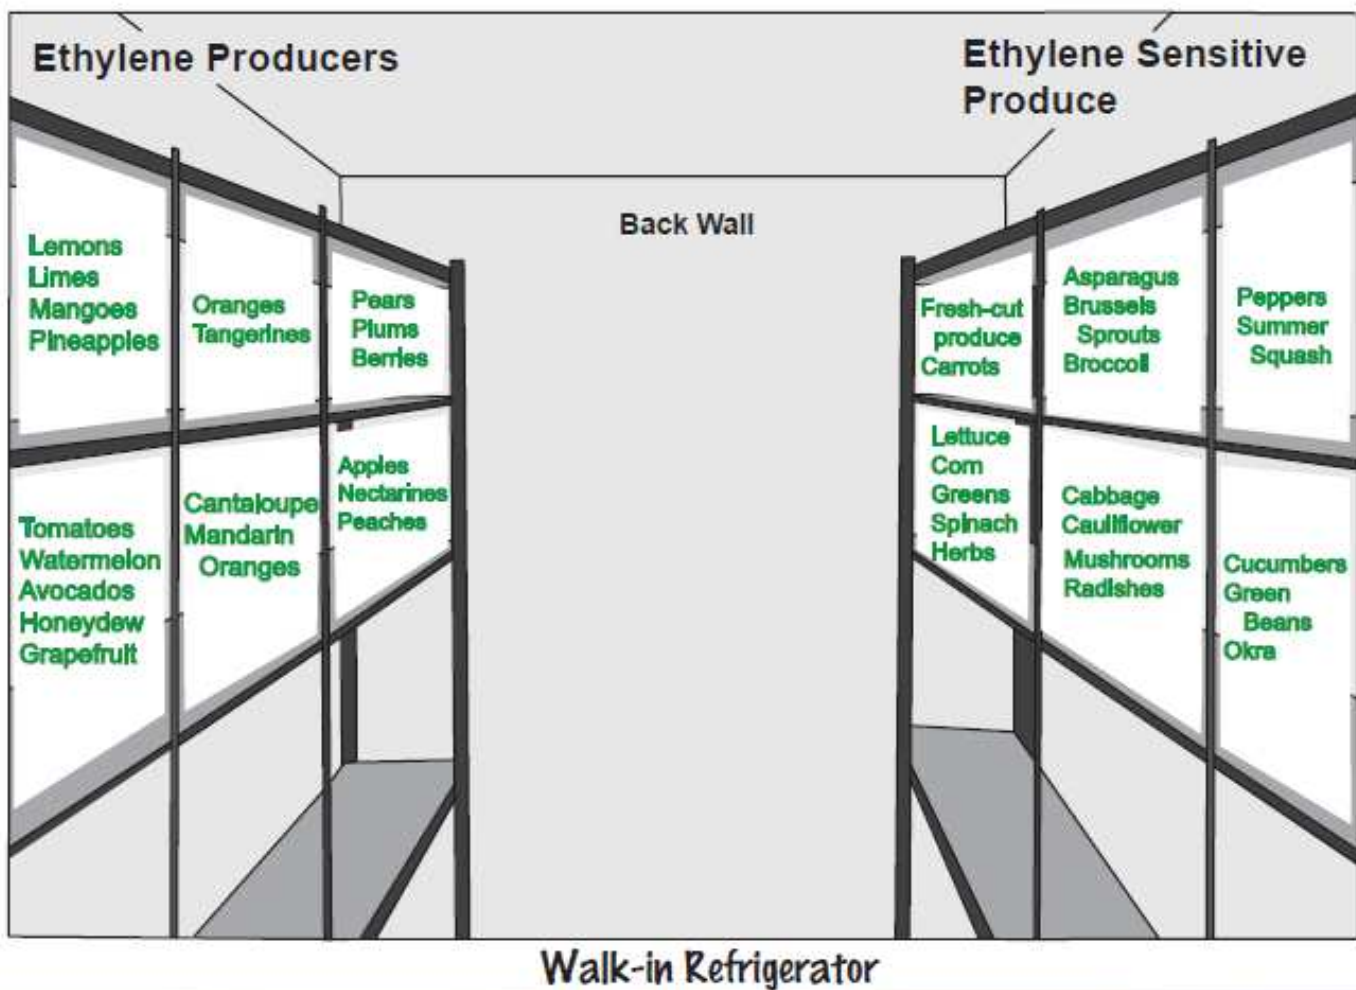 Ethylene Producers
Ethylene Sensitive
Produce
Back Wall
Lemons
Limes
Mangoes
Pineapples
Oranges
Tangerines
Pears
Plums
Berries
Tomatoes
Watermelon
Avocados
Honeydew
Grapefruit
Cantaloupe
Mandarin
Oranges
Apples
Nectarines
Peaches
Fresh-cut
produce
Carrots
Asparagus
Brussels
Sprouts
Broccoli
Peppers
Summer
Squash
Lettuce
Corn
Greens
Spinach
Herbs
Cabbage
Cauliflower
Mushrooms
Radishes
Cucumbers
Green
Beans
Okra
Walk-in Refrigerator